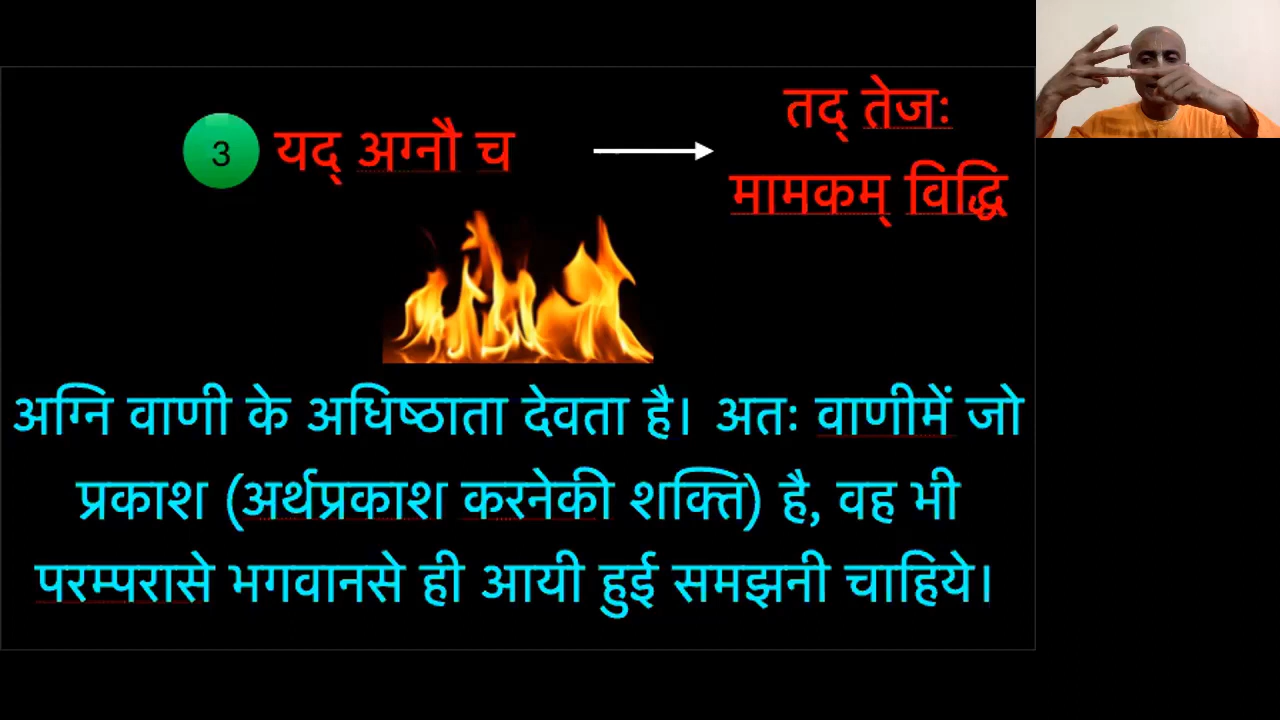 3 यद् अग्नौ च
तद् तेजः
मामकम् विद्धि
अग्नि वाणी के अधिष्ठाता देवता है। अतः वाणीमें जो
प्रकाश (अर्थप्रकाश करनेकी शक्ति) है, वह भी
परम्परासे भगवानसे ही आयी हुई समझनी चाहिये।